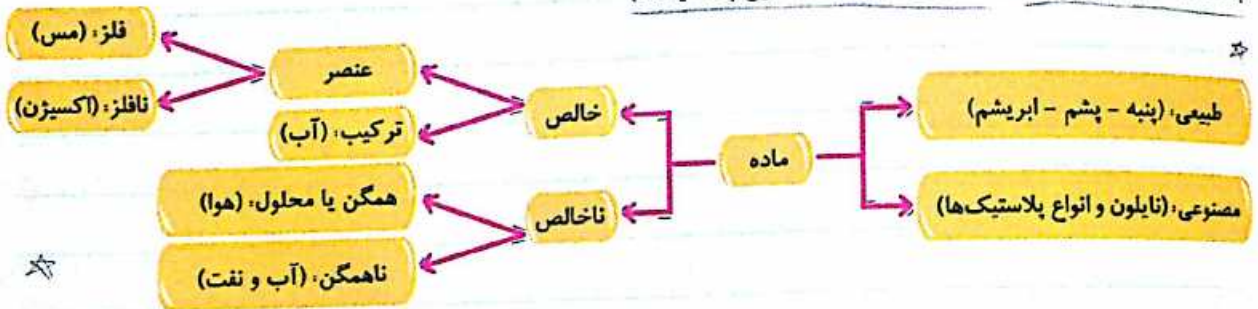 طبیعی: (پنبه - پشم - ابریشم)
مصنوعی: (نایلون و انواع پلاستیک‌ها)
ماده
خالص
ناخالص
عنصر
ترکیب: (آب)
همگن یا محلول: (هوا)
ناهمگن: (آب و نفت)
فلز: (مس)
نافلز: (اکسیژن)